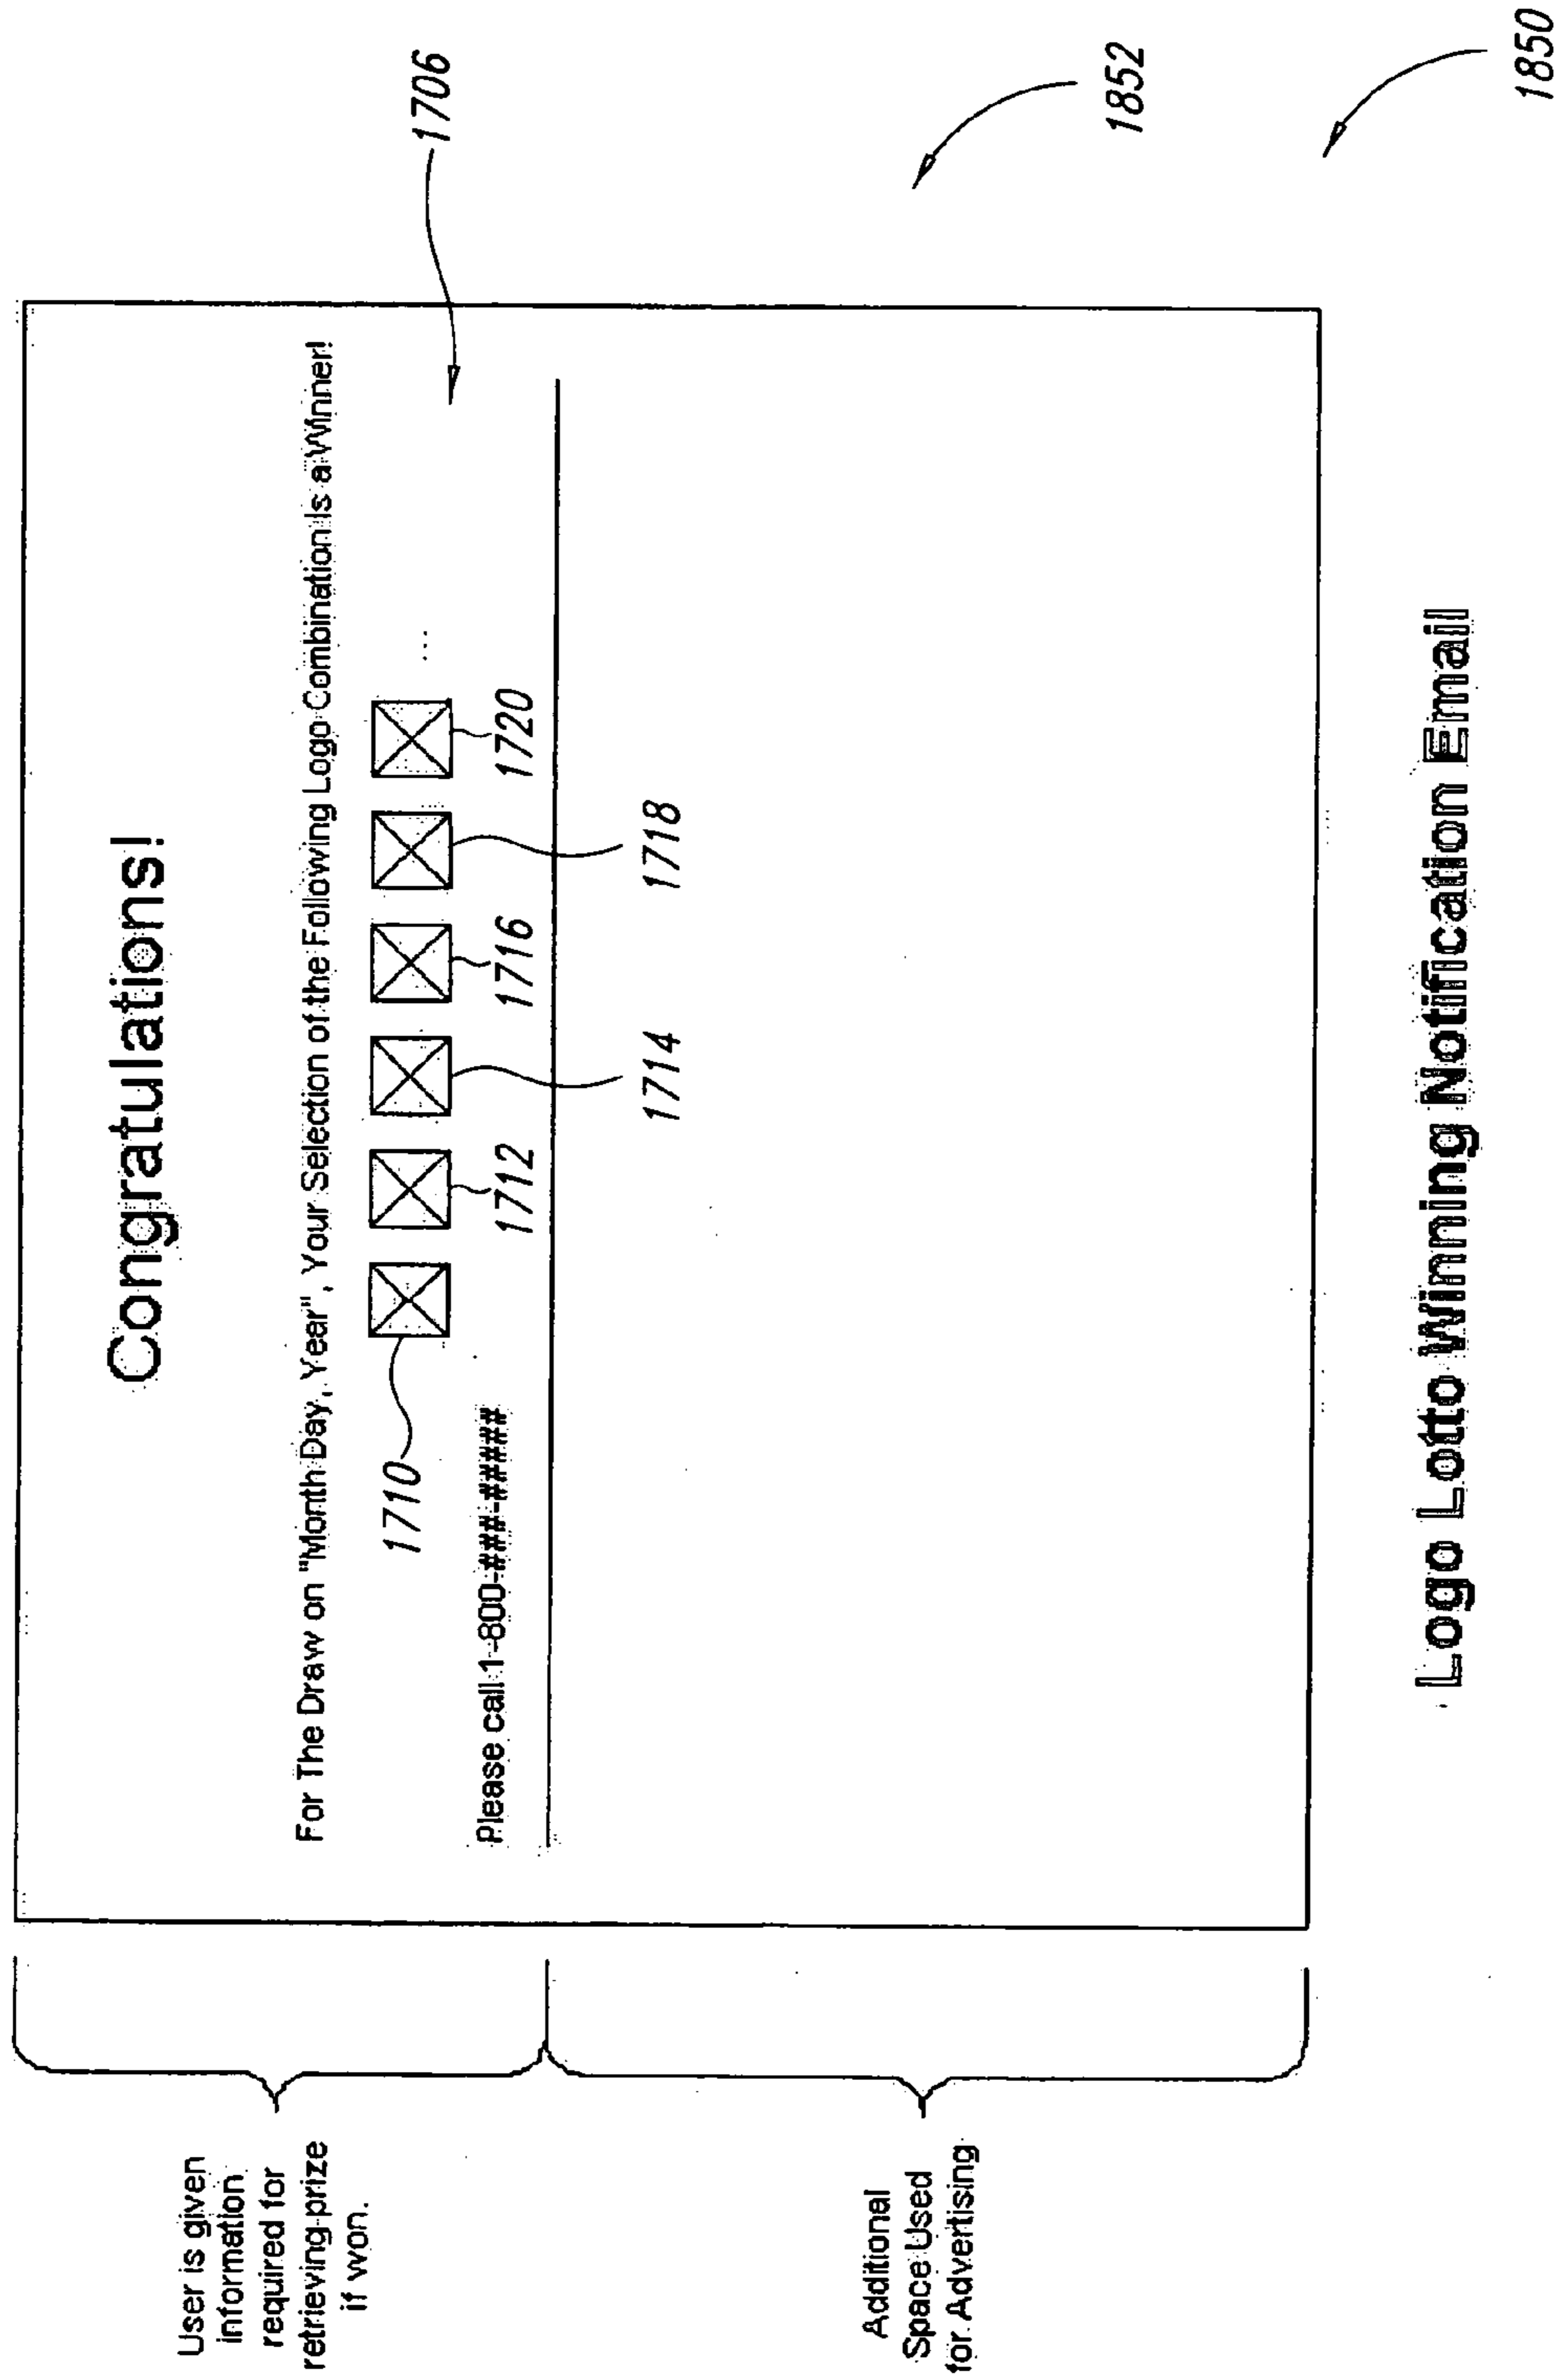 Congratulations!
For The Draw on "Month Day, Year", Your Selection of the Following Logo Combination Is a Winner!
1706
...
1710
1712
1714
1716
1718
1720
Please call 1-800-###-####
User is given
information
required for
retrieving prize
if won.
Additional
Space Used
for Advertising
1852
1850
Logo Lotto Winning Notification Email